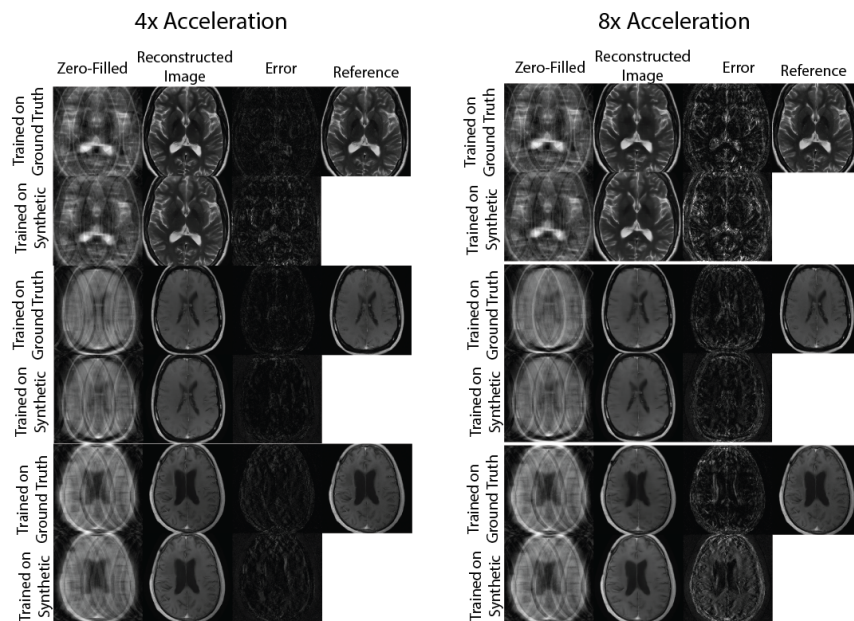 4x Acceleration
8x Acceleration
Zero-Filled
Reconstructed
Image
Error
Reference
Zero-Filled
Reconstructed
Image
Error
Reference
Trained on
Ground Truth
Trained on
Synthetic
Trained on
Ground Truth
Trained on
Synthetic
Trained on
Ground Truth
Trained on
Synthetic
Trained on
Ground Truth
Trained on
Synthetic
Trained on
Ground Truth
Trained on
Synthetic
Trained on
Ground Truth
Trained on
Synthetic